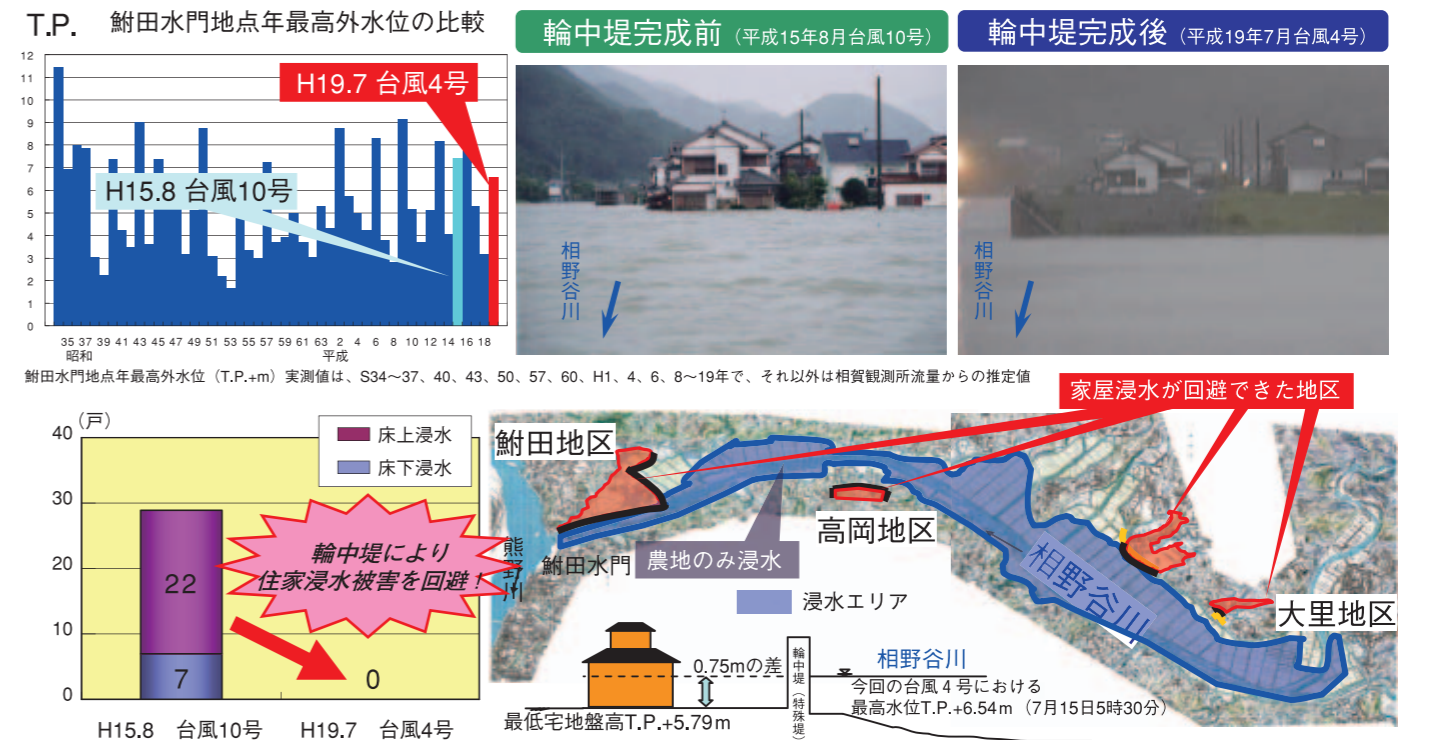 T.P. 鮒田水門地点年最高外水位の比較
12
11
10
9
8
7
6
5
4
3
2
1
0
H19.7 台風4号
H15.8 台風10号
35 37 39 41 43 45 47 49 51 53 55 57 59 61 63 2 4 6 8 10 12 14 16 18
昭和 平成
輪中堤完成前（平成15年8月台風10号）
相野谷川
輪中堤完成後（平成19年7月台風4号）
相野谷川
鮒田水門地点年最高外水位（T.P.+m）実測値は、S34～37、40、43、50、57、60、H1、4、6、8～19年で、それ以外は相賀観測所流量からの推定値
（戸）
40
30
20
10
0
床上浸水
床下浸水
22
7
0
輪中堤により
住家浸水被害を回避！
H15.8 台風10号 H19.7 台風4号
家屋浸水が回避できた地区
鮒田地区
高岡地区
大里地区
熊野川
鮒田水門
農地のみ浸水
相野谷川
浸水エリア
0.75mの差
輪中堤（特殊堤）
相野谷川
今回の台風４号における
最高水位T.P.+6.54m（7月15日5時30分）
最低宅地盤高T.P.+5.79m